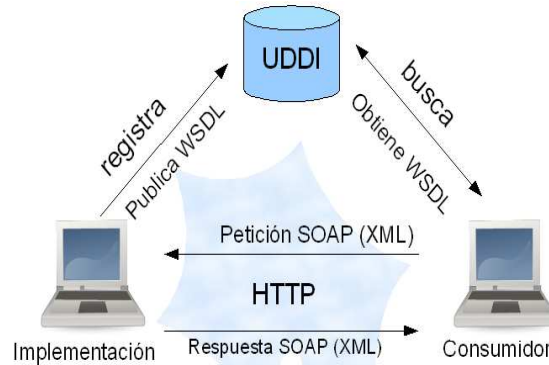 UDDI
registra
Publica WSDL
busca
Obtiene WSDL
Petición SOAP (XML)
HTTP
Respuesta SOAP (XML)
Implementación
Consumidor